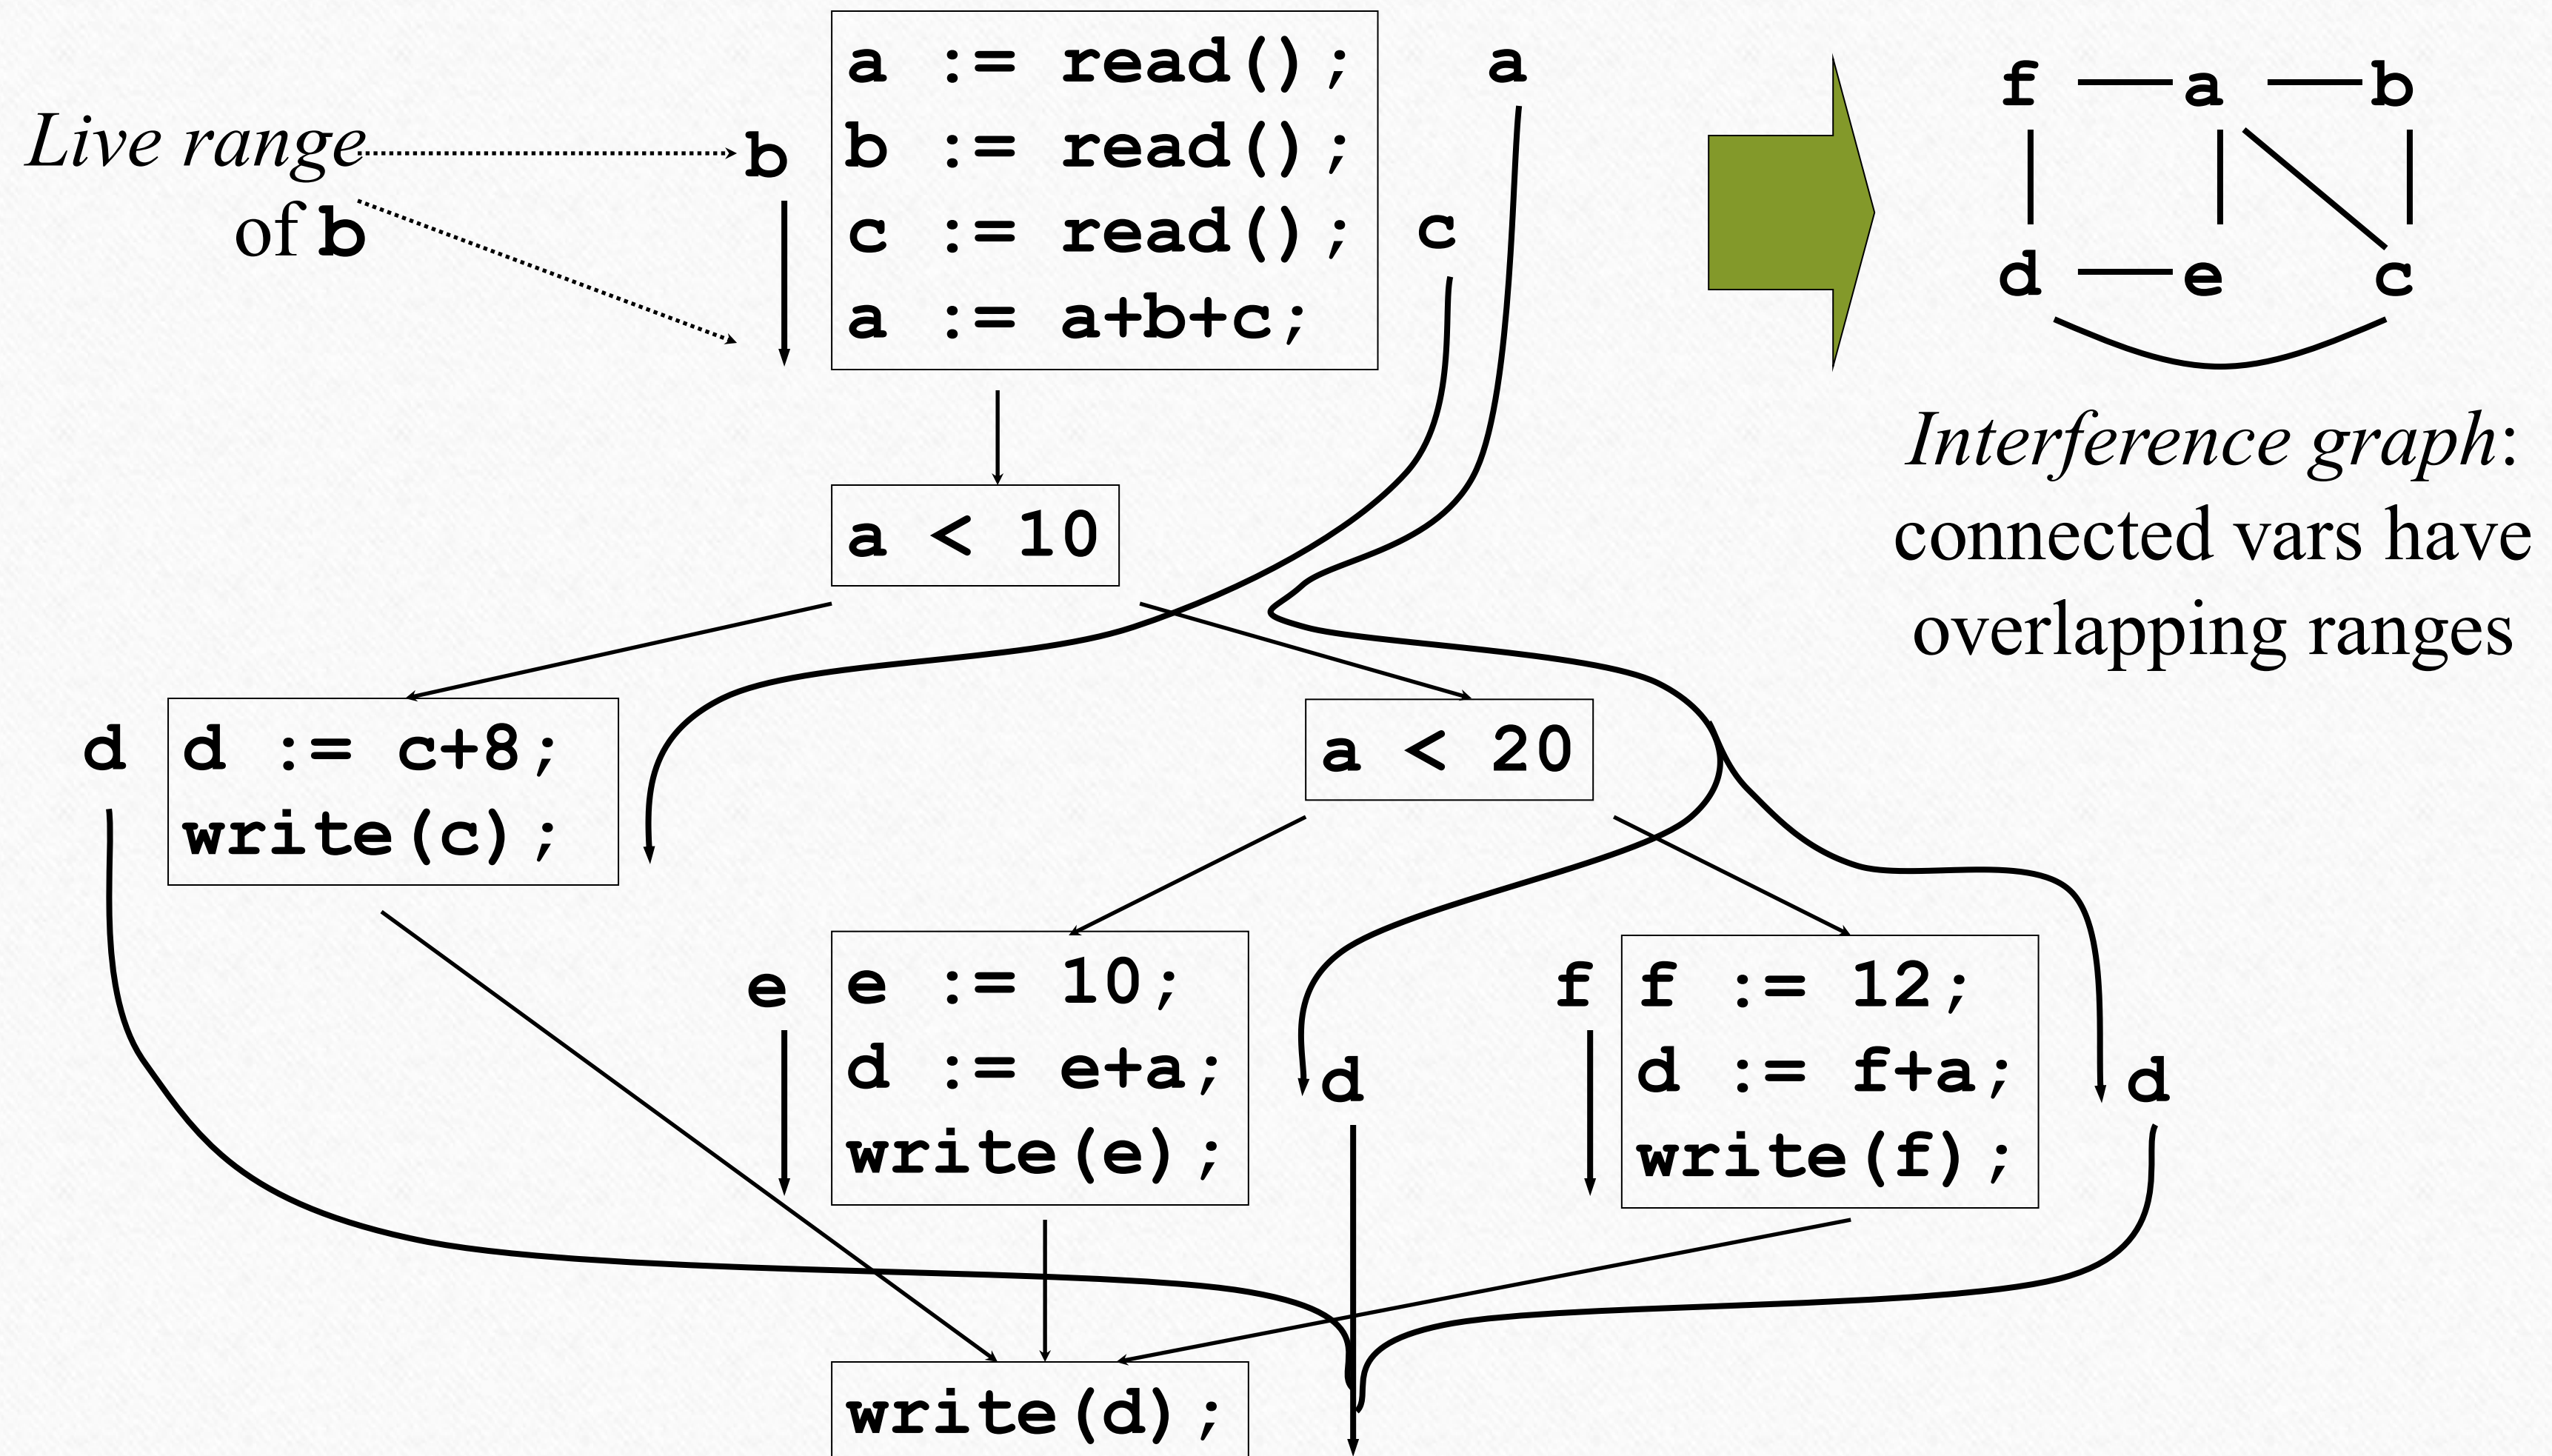 a := read();
b := read();
c := read();
a := a+b+c;
a
b
c
Live range
of b
f a b
d e c
Interference graph:
connected vars have
overlapping ranges
a < 10
d
d := c+8;
write(c);
a < 20
e
e := 10;
d := e+a;
write(e);
d
f
f := 12;
d := f+a;
write(f);
d
write(d);